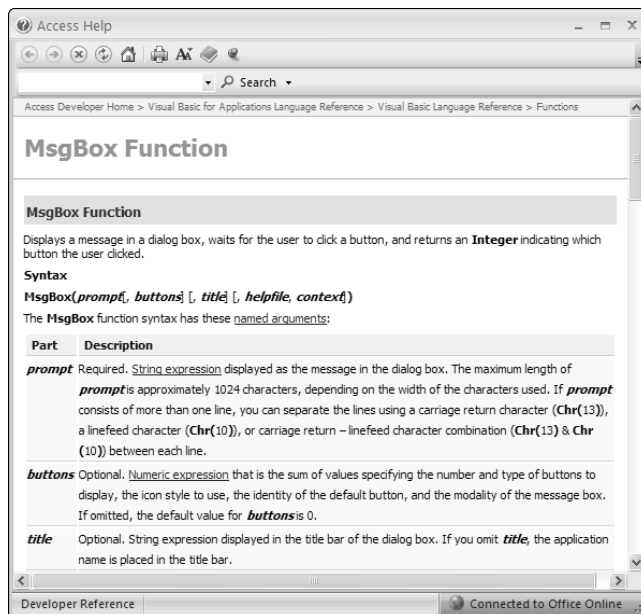 Access Help
Search
Access Developer Home > Visual Basic for Applications Language Reference > Visual Basic Language Reference > Functions
MsgBox Function
MsgBox Function
Displays a message in a dialog box, waits for the user to click a button, and returns an Integer indicating which
button the user clicked.
Syntax
MsgBox(prompt[, buttons] [, title] [, helpfile, context])
The MsgBox function syntax has these named arguments:
Part Description
prompt Required. String expression displayed as the message in the dialog box. The maximum length of
prompt is approximately 1024 characters, depending on the width of the characters used. If prompt
consists of more than one line, you can separate the lines using a carriage return character (Chr(13)),
a linefeed character (Chr(10)), or carriage return – linefeed character combination (Chr(13) & Chr
(10)) between each line.
buttons Optional. Numeric expression that is the sum of values specifying the number and type of buttons to
display, the icon style to use, the identity of the default button, and the modality of the message box.
If omitted, the default value for buttons is 0.
title Optional. String expression displayed in the title bar of the dialog box. If you omit title, the application
name is placed in the title bar.
Developer Reference
Connected to Office Online